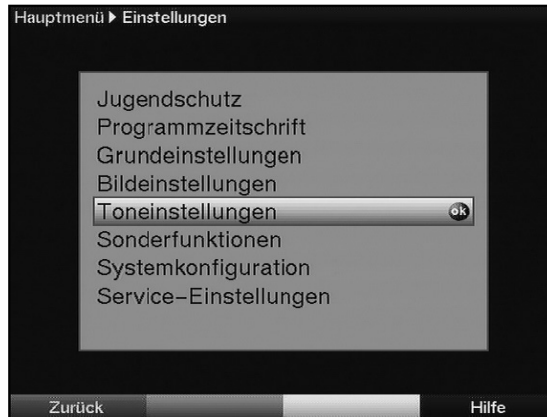 Hauptmenü ▶ Einstellungen
Jugendschutz
Programmzeitschrift
Grundeinstellungen
Bildeinstellungen
Toneinstellungen ok
Sonderfunktionen
Systemkonfiguration
Service-Einstellungen
Zurück Hilfe